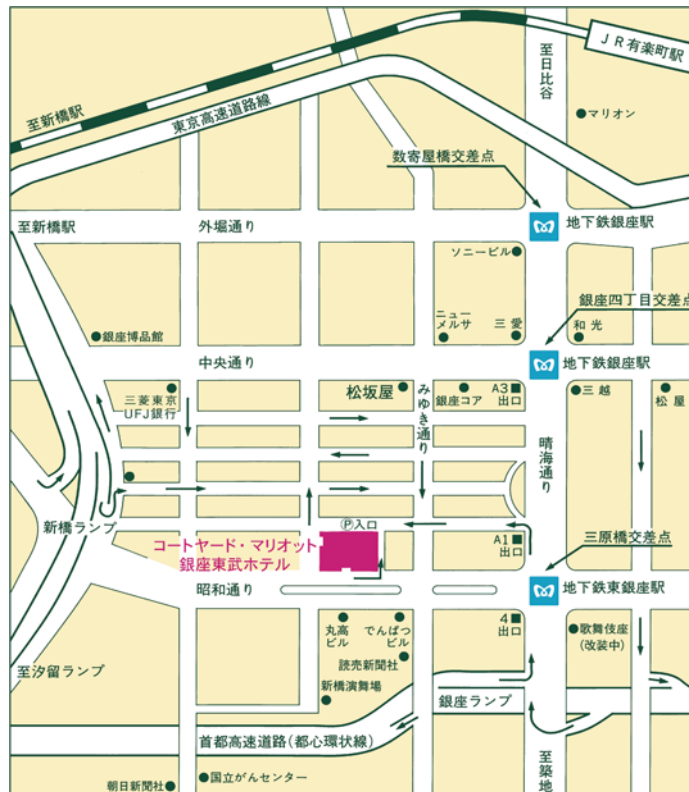 JR有楽町駅
至日比谷
至新橋駅
東京高速道路線
マリオン
数寄屋橋交差点
至新橋駅
外堀通り
地下鉄銀座駅
ソニービル
銀座四丁目交差点
ニュー
メルサ
三愛
和光
銀座博品館
中央通り
地下鉄銀座駅
三菱東京
UFJ銀行
松坂屋
みゆき通り
銀座コア
A3
出口
三越
松屋
晴海通り
新橋ランプ
P入口
コートヤード・マリオット
銀座東武ホテル
A1
出口
三原橋交差点
昭和通り
地下鉄東銀座駅
丸高
ビル
でんぱつ
ビル
4
出口
歌舞伎座
(改装中)
読売新聞社
至汐留ランプ
新橋演舞場
銀座ランプ
首都高速道路(都心環状線)
至築地
朝日新聞社
国立がんセンター